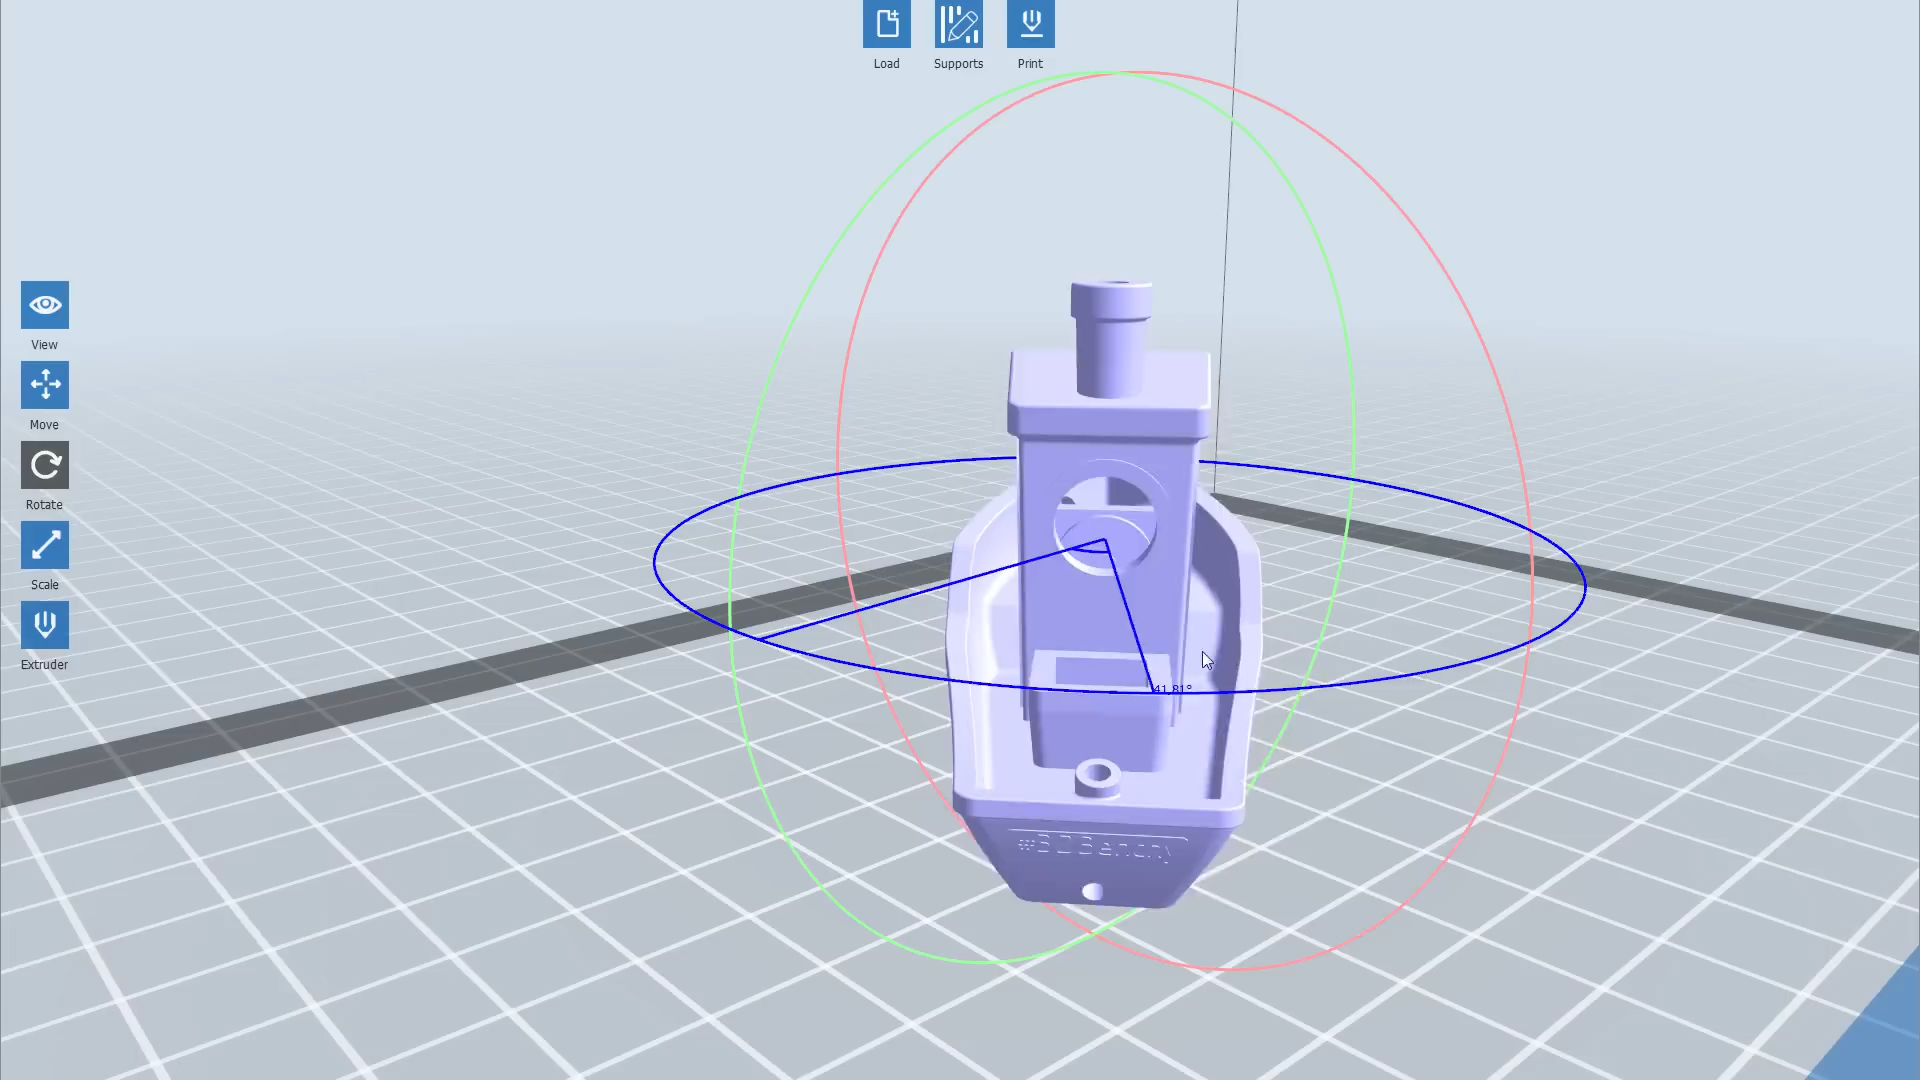 Load
Supports
Print
View
Move
Rotate
Scale
Extruder
41,81°
#3DBenchy